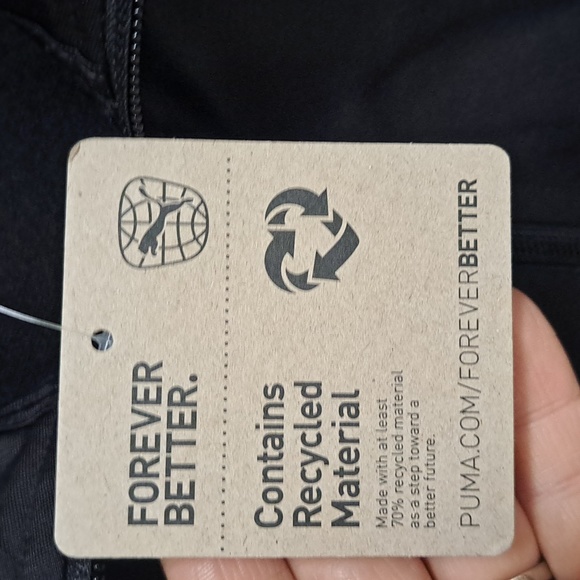 FOREVER
BETTER.
Contains
Recycled
Material
Made with at least
70% recycled material
as a step toward a
better future.
PUMA.COM/FOREVERBETTER